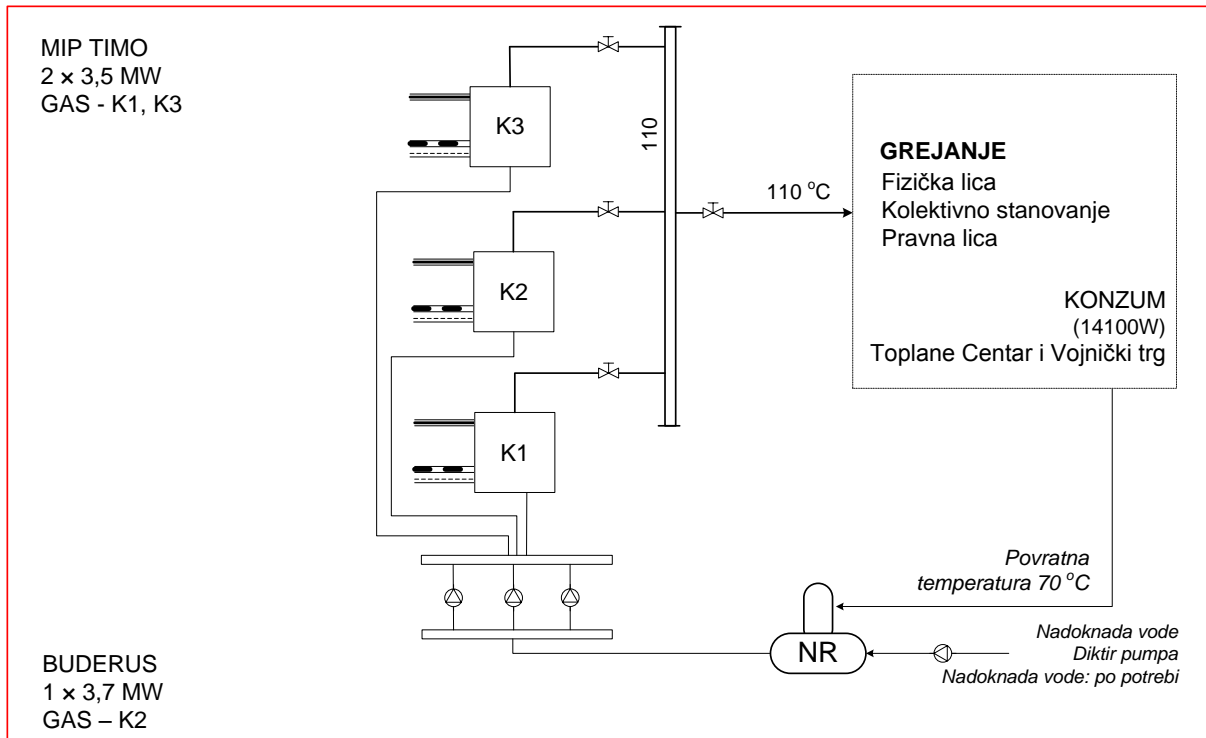 MIP TIMO
2 × 3,5 MW
GAS - K1, K3
K3
110
110 °C
GREJANJE
Fizička lica
Kolektivno stanovanje
Pravna lica
K2
KONZUM
(14100W)
Toplane Centar i Vojnički trg
K1
Povratna
temperatura 70 °C
NR
Nadoknada vode
Diktir pumpa
Nadoknada vode: po potrebi
BUDERUS
1 × 3,7 MW
GAS – K2